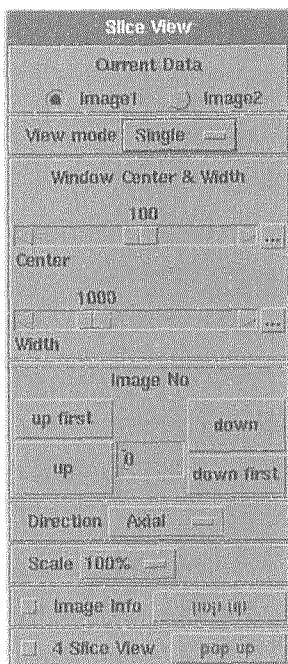 Slice View
Current Data
Image1 Image2
View mode Single
Window Center & Width
100
...
Center
1000
...
Width
Image No
up first
down
up
0
down first
Direction Axial
Scale 100%
Image Info pop up
4 Slice View pop up